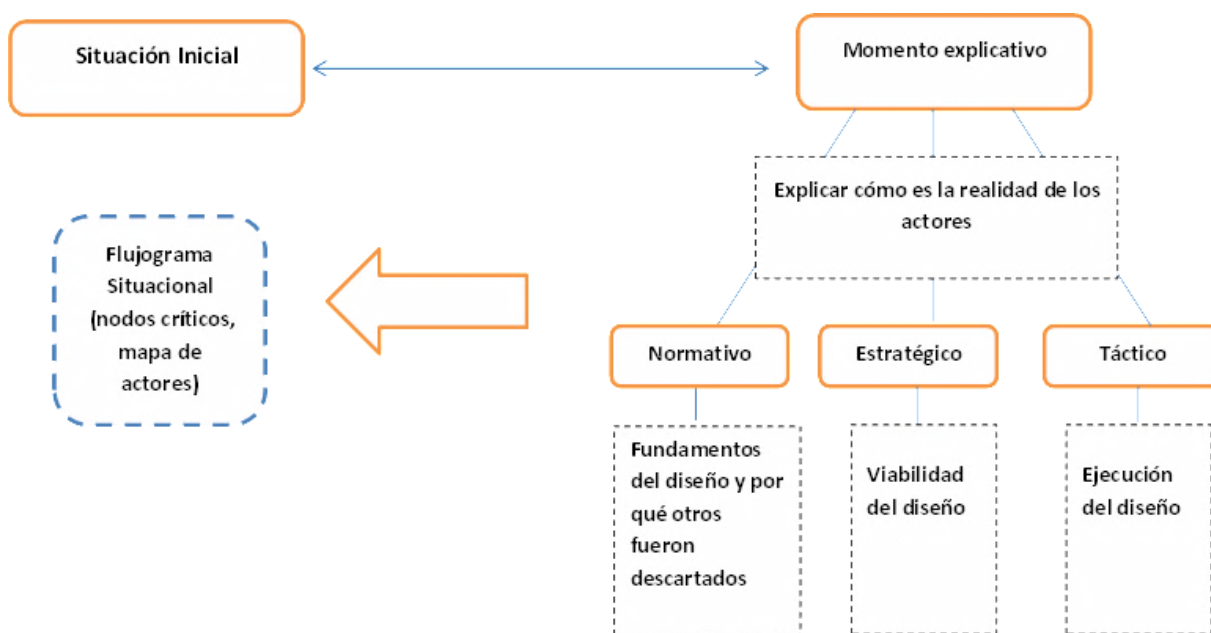 Situación Inicial
Momento explicativo
Explicar cómo es la realidad de los
actores
Flujograma
Situacional
(nodos críticos,
mapa de
actores)
Normativo
Estratégico
Táctico
Fundamentos
del diseño y por
qué otros
fueron
descartados
Viabilidad
del diseño
Ejecución
del diseño